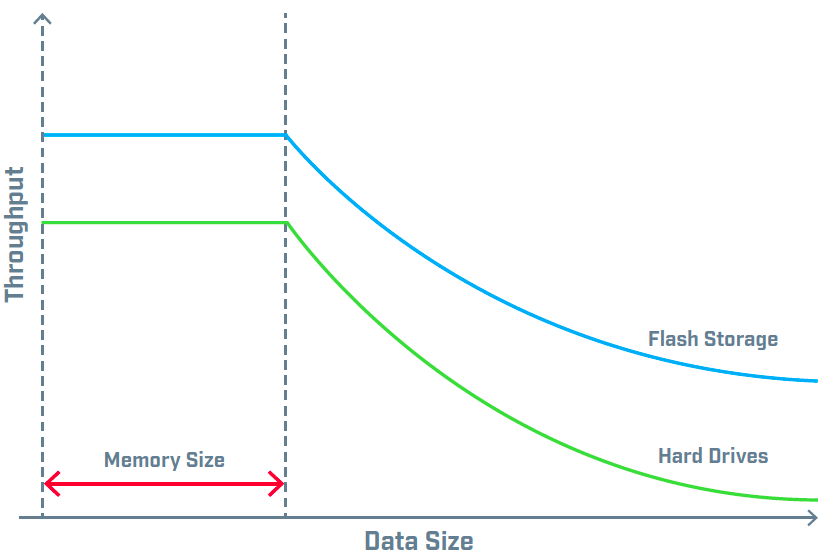 Throughput
Flash Storage
Hard Drives
Memory Size
Data Size